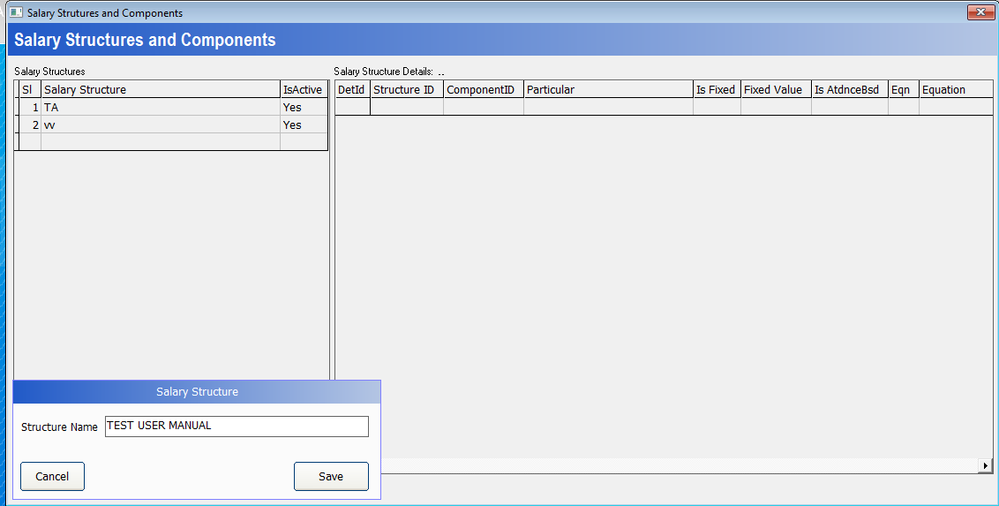 Salary Strutures and Components
Salary Structures and Components
Salary Structures
Sl Salary Structure IsActive
1 TA Yes
2 vv Yes
Salary Structure Details: ..
DetId Structure ID ComponentID Particular Is Fixed Fixed Value Is AtdnceBsd Eqn Equation
Salary Structure
Structure Name TEST USER MANUAL
Cancel Save